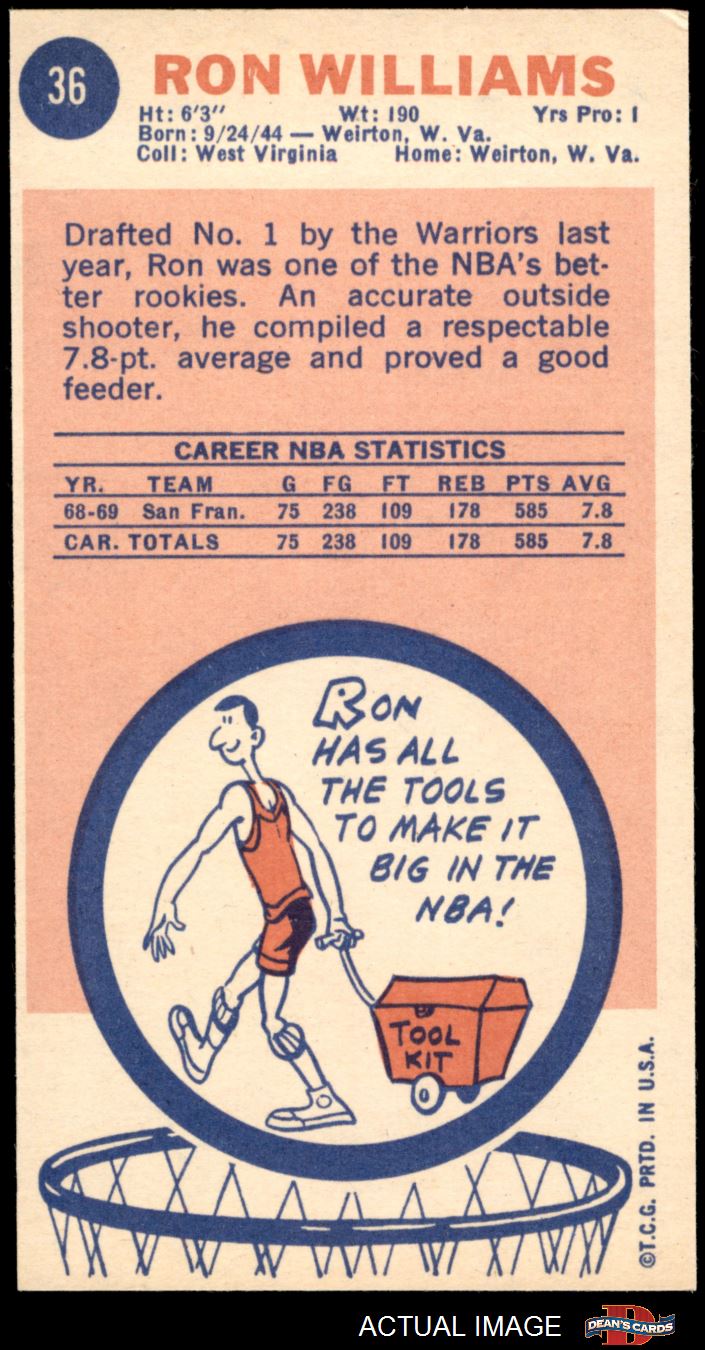 36
RON WILLIAMS
Ht: 6'3" Wt: 190 Yrs Pro: 1
Born: 9/24/44 — Weirton, W. Va.
Coll: West Virginia Home: Weirton, W. Va.
Drafted No. 1 by the Warriors last
year, Ron was one of the NBA's bet-
ter rookies. An accurate outside
shooter, he compiled a respectable
7.8-pt. average and proved a good
feeder.
CAREER NBA STATISTICS
YR. TEAM G FG FT REB PTS AVG
68-69 San Fran. 75 238 109 178 585 7.8
CAR. TOTALS 75 238 109 178 585 7.8
RON
HAS ALL
THE TOOLS
TO MAKE IT
BIG IN THE
NBA!
TOOL
KIT
©T.C.G. PRTD. IN U.S.A.
ACTUAL IMAGE
D
DEAN'S CARDS